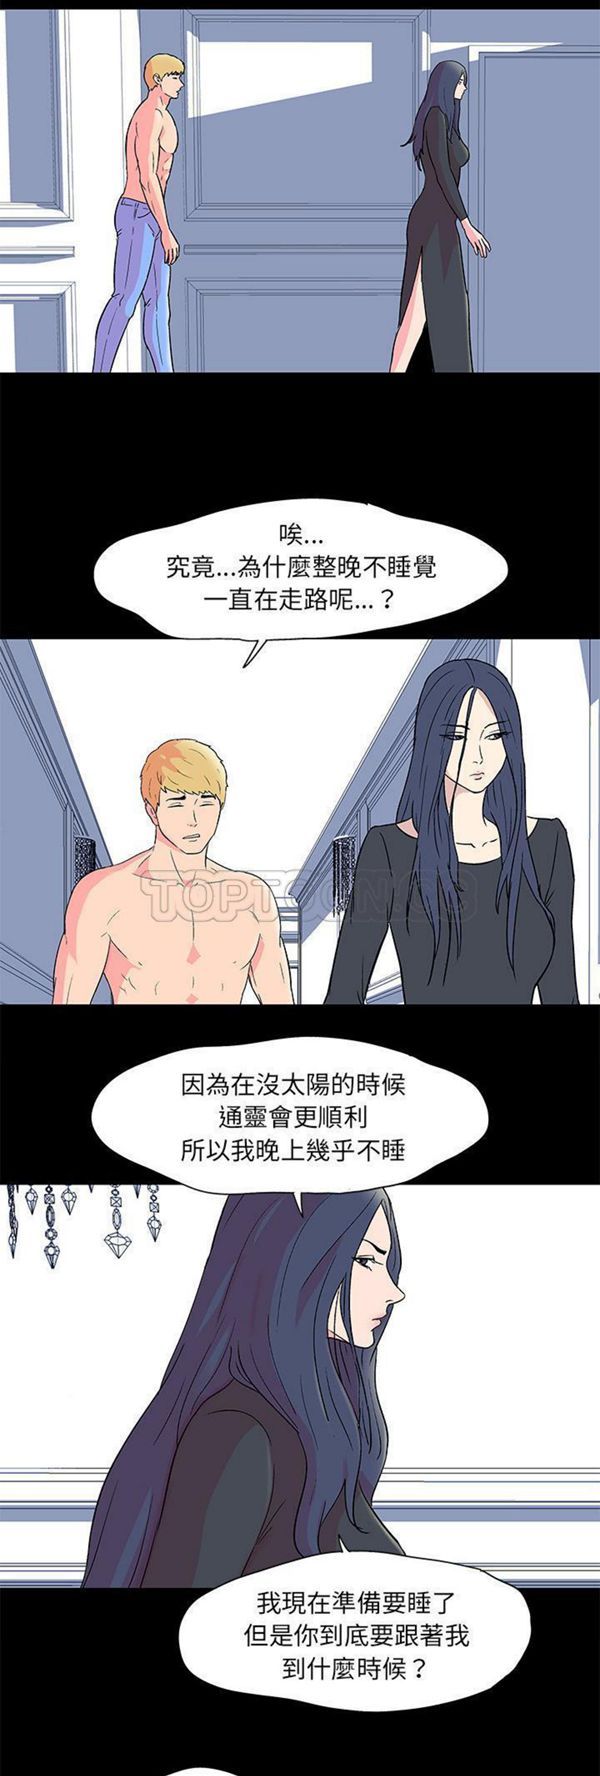 唉...
究竟...為什麼整晚不睡覺
一直在走路呢...？
TOPTOON.CC
因為在沒太陽的時候
通靈會更順利
所以我晚上幾乎不睡
我現在準備要睡了
但是你到底要跟著我
到什麼時候？